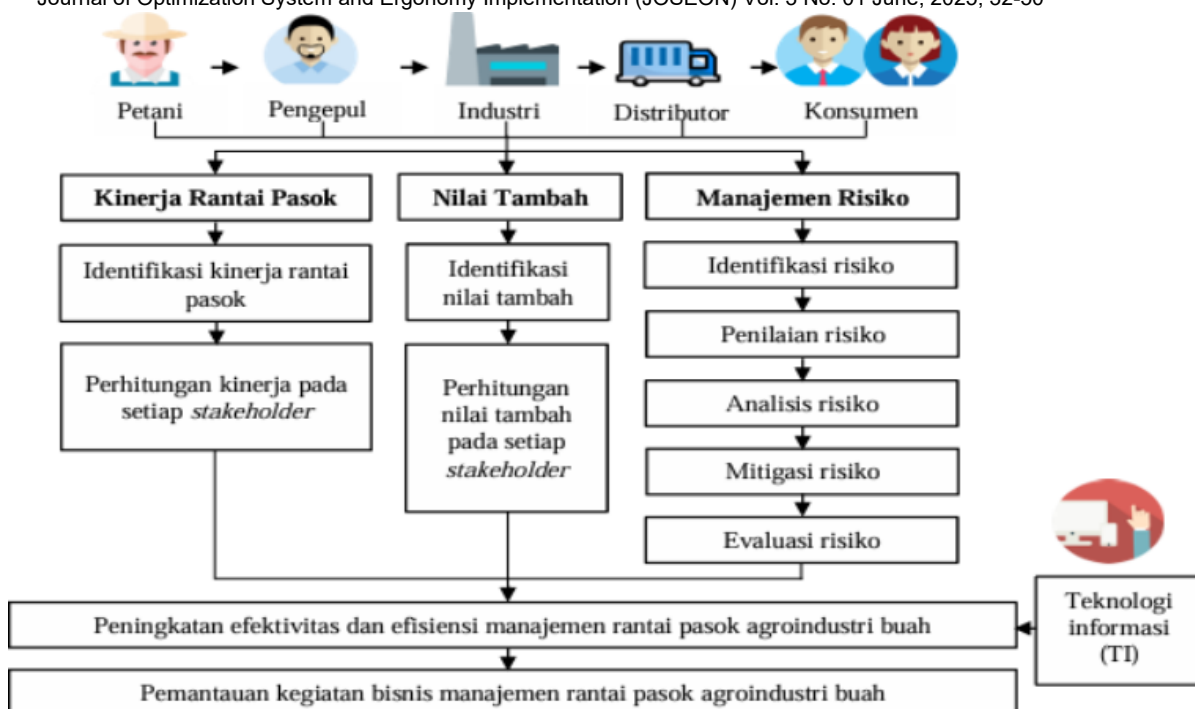 Journal of Optimization System and Ergonomy Implementation (JOSEON) Vol. 3 No. 01 June, 2025, 32-50
Petani
Pengepul
Industri
Distributor
Konsumen
Kinerja Rantai Pasok
Identifikasi kinerja rantai
pasok
Perhitungan kinerja pada
setiap stakeholder
Nilai Tambah
Identifikasi
nilai tambah
Perhitungan
nilai tambah
pada setiap
stakeholder
Manajemen Risiko
Identifikasi risiko
Penilaian risiko
Analisis risiko
Mitigasi risiko
Evaluasi risiko
Teknologi
informasi
(TI)
Peningkatan efektivitas dan efisiensi manajemen rantai pasok agroindustri buah
Pemantauan kegiatan bisnis manajemen rantai pasok agroindustri buah